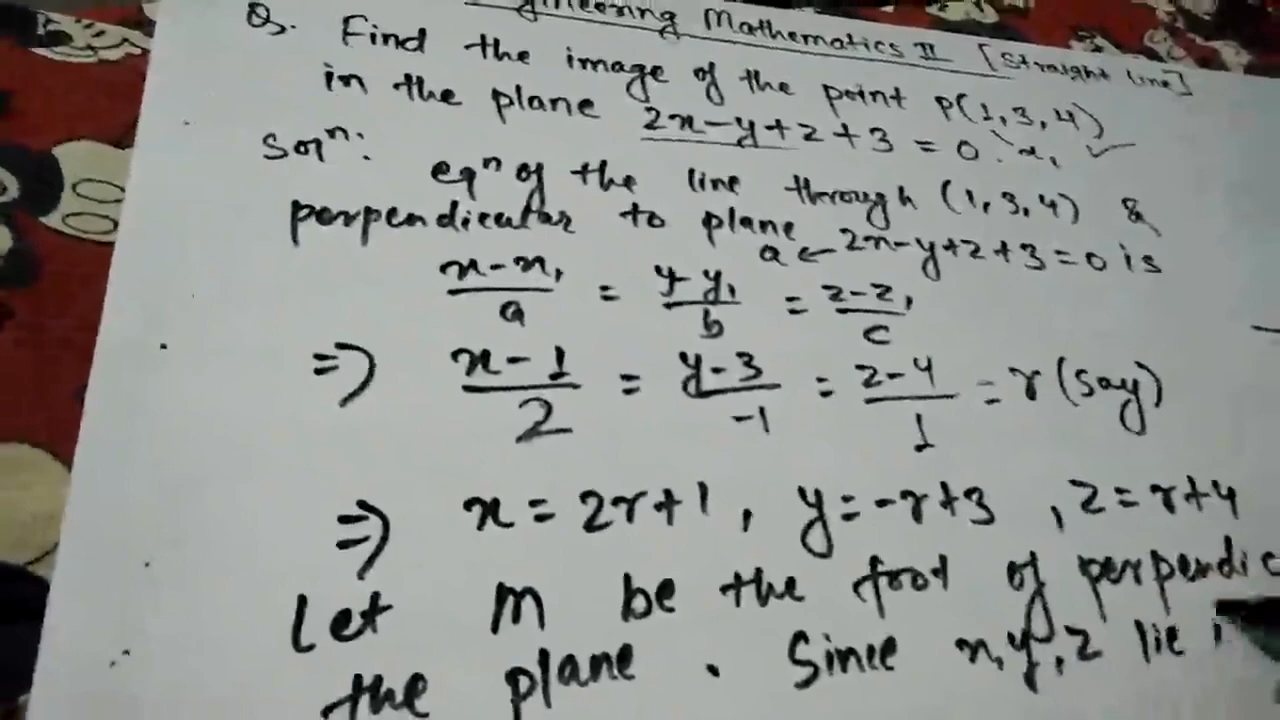 Mathematics II [Straight line]
Q. Find the image of the point P(1,3,4)
in the plane 2x-y+z+3 = 0.
Solⁿ: eqⁿ of the line through (1,3,4) &
perpendicular to plane 2x-y+z+3=0 is
a ←
x-x₁/a = y-y₁/b = z-z₁/c
⇒ x-1/2 = y-3/-1 = z-4/1 = r (say)
⇒ x = 2r+1, y=-r+3, z=r+4
Let m be the foot of
the plane. Since x,y,z lie